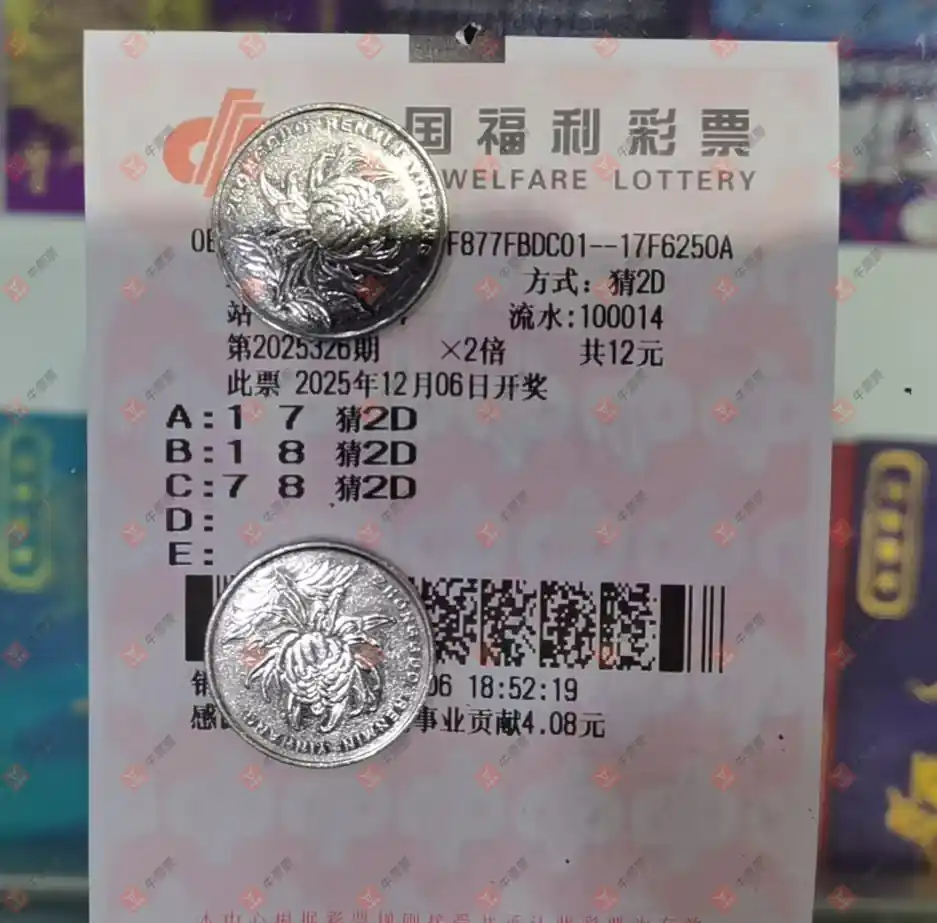 国福利彩票
WELFARE LOTTERY
F877FBDC01--17F6250A
方式:猜2D
站 流水:100014
第2025326期 ×2倍 共12元
此票 2025年12月06日开奖
A:1 7 猜2D
B:1 8 猜2D
C:7 8 猜2D
D:
E:
06 18:52:19
感 事业贡献4.08元